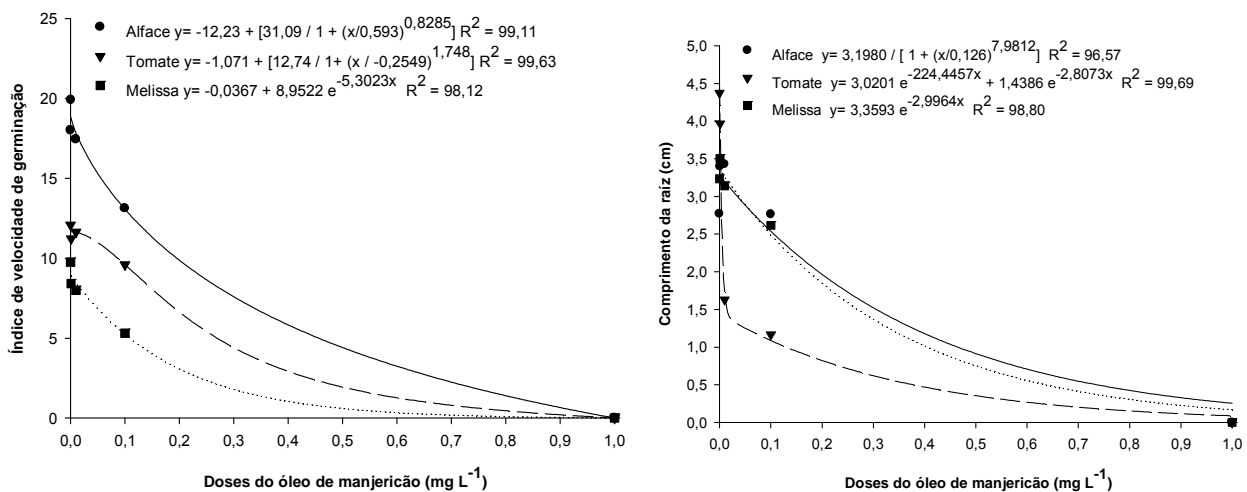 Alface y= -12,23 + [31,09 / 1 + (x/0,593)^0,8285] R² = 99,11
Tomate y= -1,071 + [12,74 / 1+ (x / -0,2549)^1,748] R² = 99,63
Melissa y= -0,0367 + 8,9522 e^-5,3023x R² = 98,12
Índice de velocidade de germinação
25
20
15
10
5
0
0,0 0,1 0,2 0,3 0,4 0,5 0,6 0,7 0,8 0,9 1,0
Doses do óleo de manjericão (mg L⁻¹)
Alface y= 3,1980 / [ 1 + (x/0,126)^7,9812] R² = 96,57
Tomate y= 3,0201 e^-224,4457x + 1,4386 e^-2,8073x R² = 99,69
Melissa y= 3,3593 e^-2,9964x R² = 98,80
Comprímento da raíz (cm)
5,0
4,5
4,0
3,5
3,0
2,5
2,0
1,5
1,0
0,5
0,0
0,0 0,1 0,2 0,3 0,4 0,5 0,6 0,7 0,8 0,9 1,0
Doses do óleo de manjericão (mg L⁻¹)